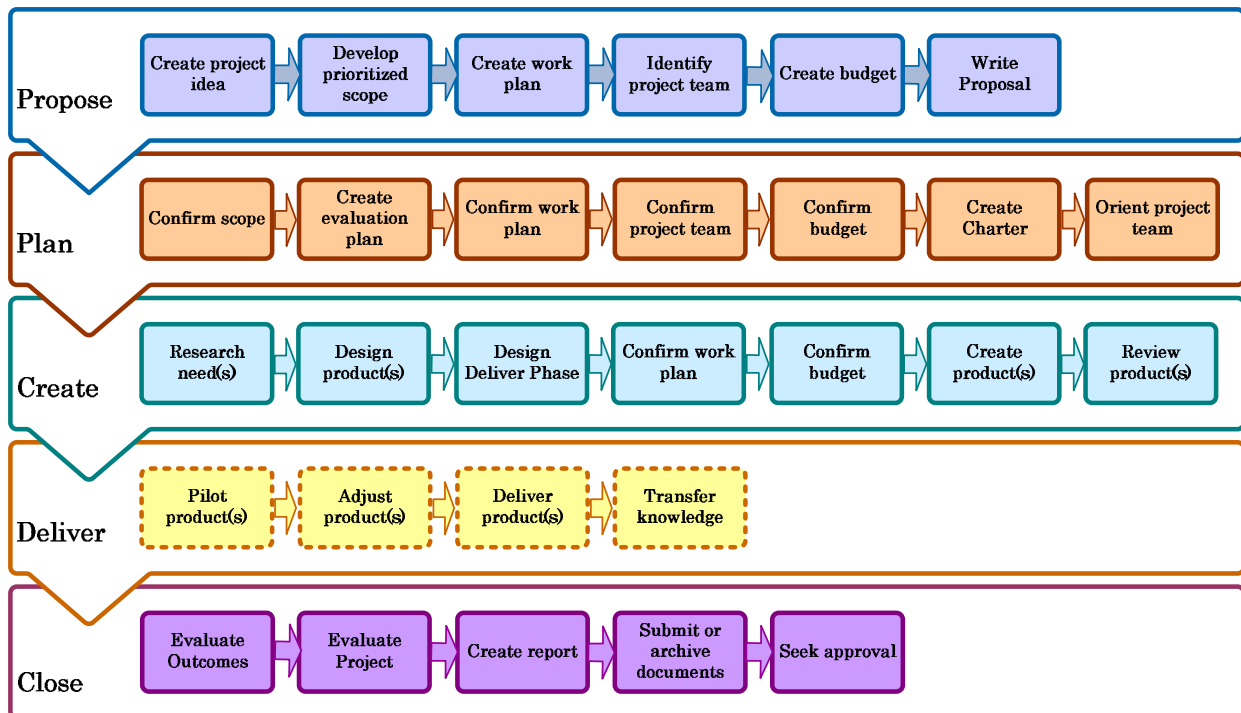 Propose
Create project
idea
Develop
prioritized
scope
Create work
plan
Identify
project team
Create budget
Write
Proposal
Plan
Confirm scope
Create
evaluation
plan
Confirm work
plan
Confirm
project team
Confirm
budget
Create
Charter
Orient project
team
Create
Research
need(s)
Design
product(s)
Design
Deliver Phase
Confirm work
plan
Confirm
budget
Create
product(s)
Review
product(s)
Deliver
Pilot
product(s)
Adjust
product(s)
Deliver
product(s)
Transfer
knowledge
Close
Evaluate
Outcomes
Evaluate
Project
Create report
Submit or
archive
documents
Seek approval